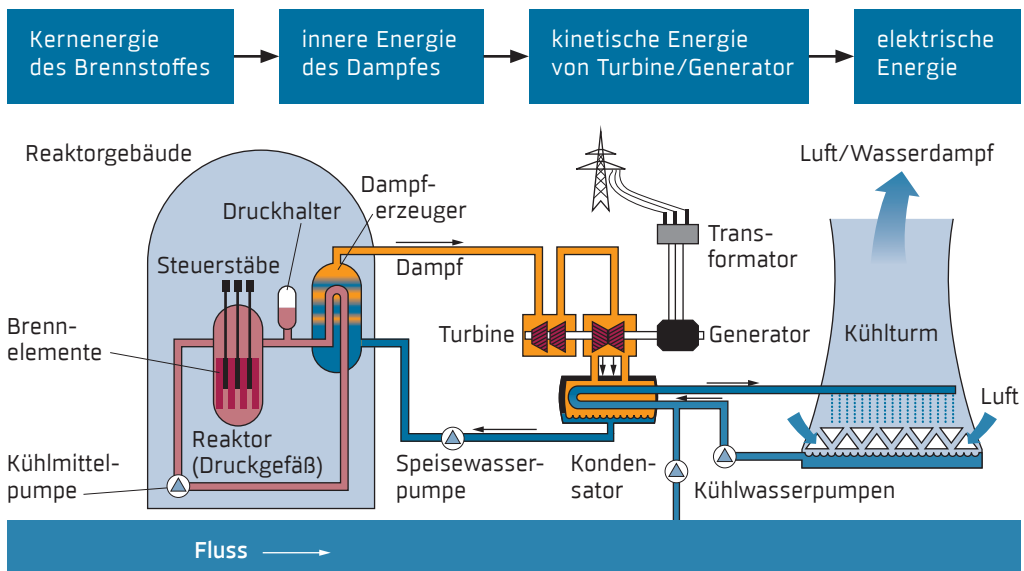 Kernenergie
des Brennstoffes
innere Energie
des Dampfes
kinetische Energie
von Turbine/Generator
elektrische
Energie
Reaktorgebäude
Dampf-
erzeuger
Druckhalter
Steuerstäbe
Dampf
Trans-
formator
Luft/Wasserdampf
Brenn-
elemente
Turbine
Generator
Kühlturm
Luft
Reaktor
(Druckgefäß)
Kühlmittel-
pumpe
Speisewasser-
pumpe
Konden-
sator
Kühlwasserpumpen
Fluss